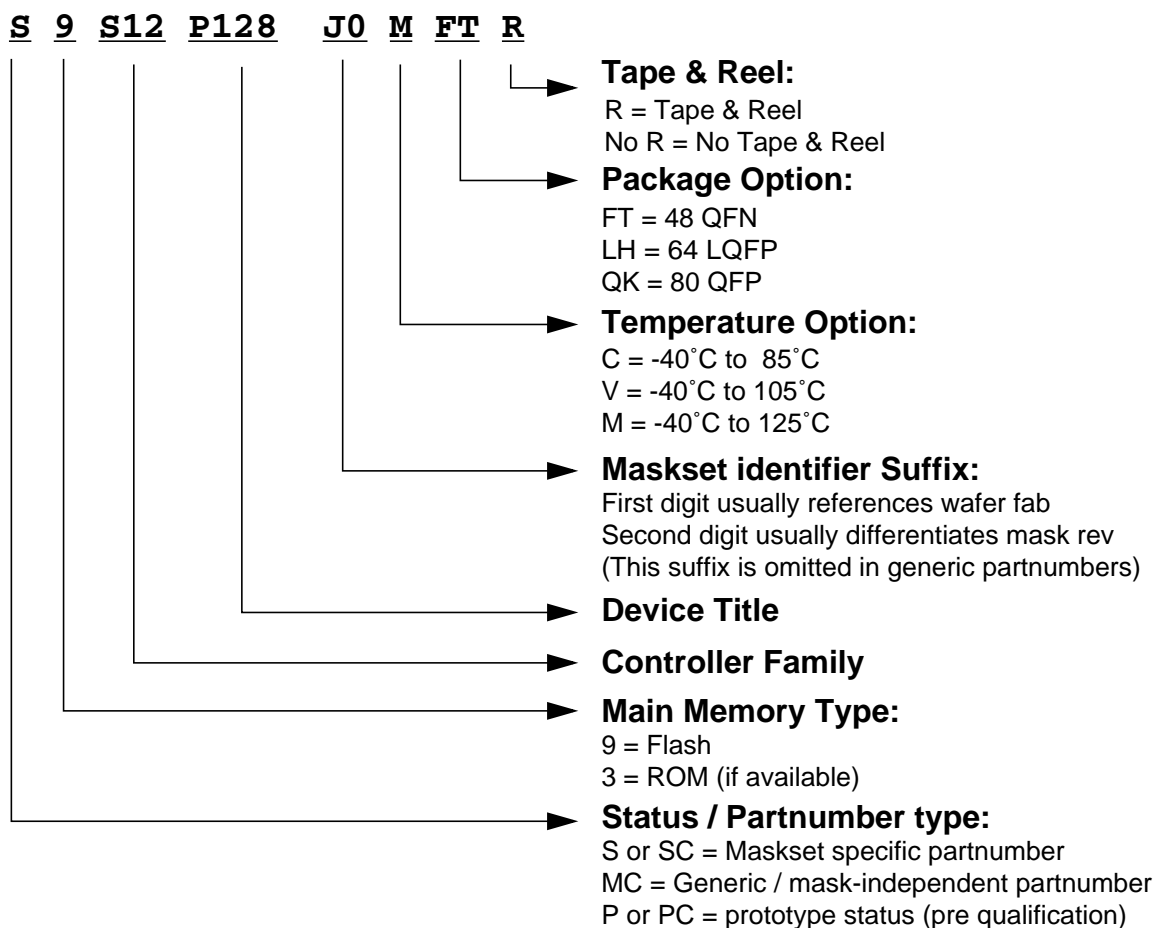 S 9 S12 P128 J0 M FT R
Tape & Reel:
R = Tape & Reel
No R = No Tape & Reel
Package Option:
FT = 48 QFN
LH = 64 LQFP
QK = 80 QFP
Temperature Option:
C = -40˚C to 85˚C
V = -40˚C to 105˚C
M = -40˚C to 125˚C
Maskset identifier Suffix:
First digit usually references wafer fab
Second digit usually differentiates mask rev
(This suffix is omitted in generic partnumbers)
Device Title
Controller Family
Main Memory Type:
9 = Flash
3 = ROM (if available)
Status / Partnumber type:
S or SC = Maskset specific partnumber
MC = Generic / mask-independent partnumber
P or PC = prototype status (pre qualification)